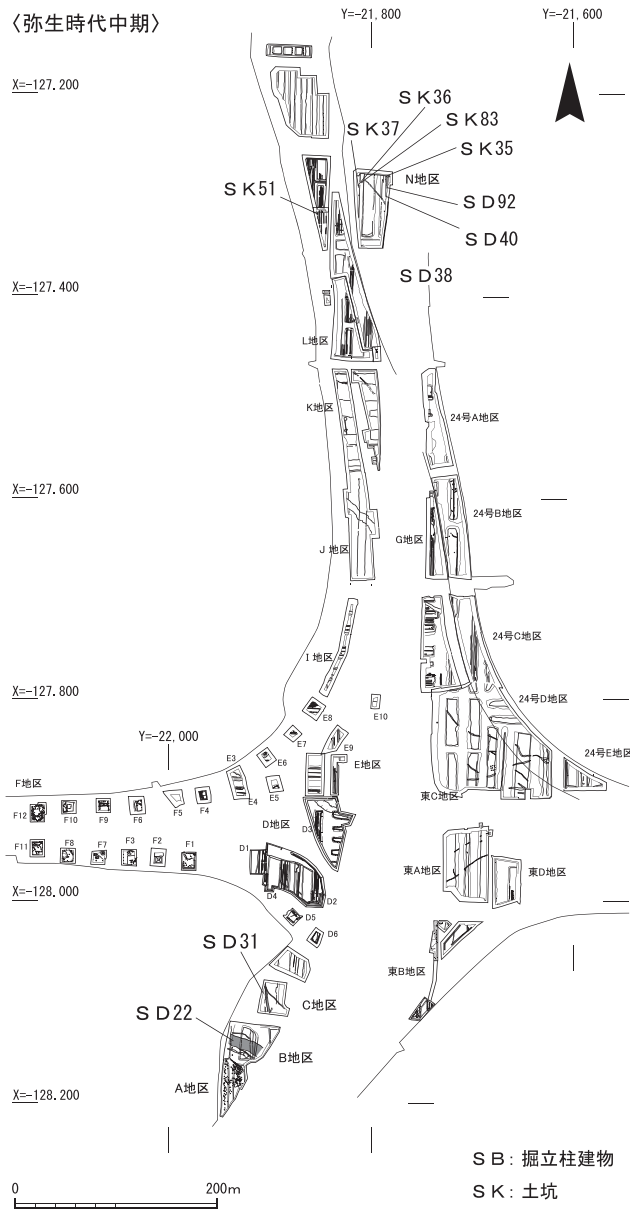 〈弥生時代中期〉
Y=-21,800
Y=-21,600
X=-127.200
SK36
SK83
SK37
SK35
N地区
SK51
SD92
SD40
SD38
X=-127.400
L地区
K地区
24号A地区
X=-127.600
24号B地区
G地区
J地区
24号C地区
I地区
X=-127.800
24号D地区
E8
E10
Y=-22,000
E7
E9
E6
E3
E地区
24号E地区
F地区
E5
E4
F12
F10
F9
F6
F5
F4
東C地区
D地区
D3
F11
F8
F7
F3
F2
F1
D1
東A地区
東D地区
X=-128.000
D4
D2
D5
D6
SD31
東B地区
C地区
SD22
B地区
A地区
X=-128.200
SB：掘立柱建物
SK：土坑
0
200m